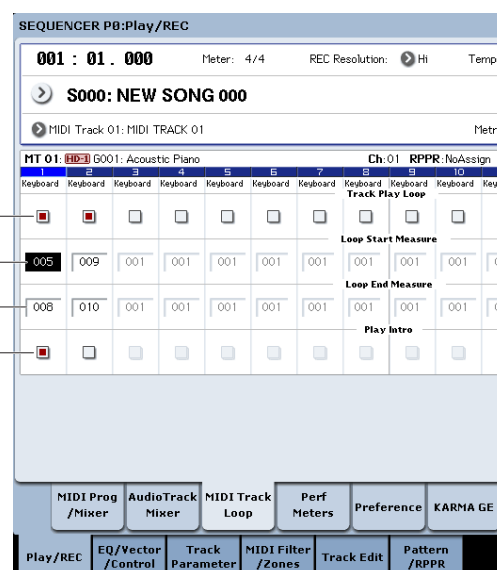 SEQUENCER P0:Play/REC
001 : 01 . 000 Meter: 4/4 REC Resolution: Hi
S000: NEW SONG 000
MIDI Track 01: MIDI TRACK 01
MT 01: HD-1 G001: Acoustic Piano Ch:01 RPPR:NoAssign
1 2 3 4 5 6 7 8 9 10
Keyboard Keyboard Keyboard Keyboard Keyboard Keyboard Keyboard Keyboard Keyboard Keyboard
Track Play Loop
Loop Start Measure
005 009 001 001 001 001 001 001 001 001
Loop End Measure
008 010 001 001 001 001 001 001 001 001
Play Intro
MIDI Prog /Mixer AudioTrack Mixer MIDI Track Loop Perf Meters Preference KARMA GE
Play/REC EQ/Vector /Control Track Parameter MIDI Filter /Zones Track Edit Pattern /RPPR